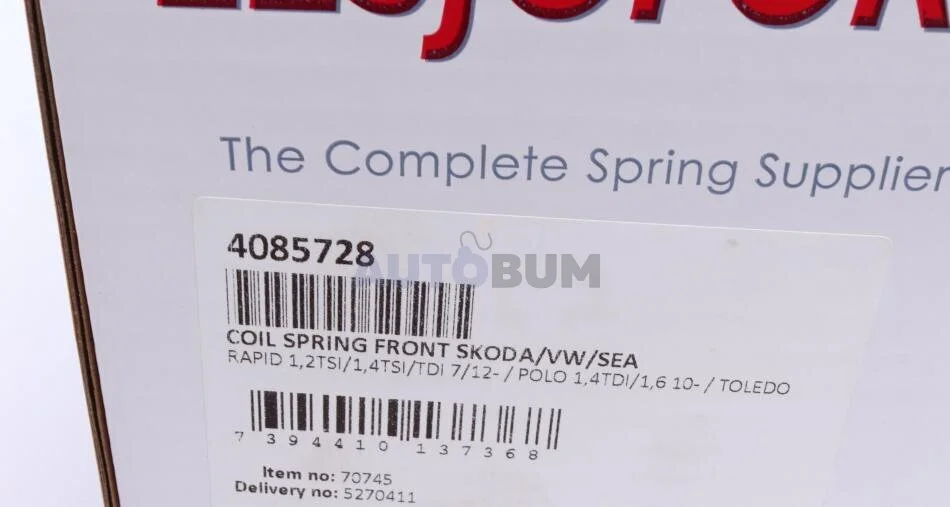 LESJÖFOR
The Complete Spring Supplier
4085728
AUTOBUM
COIL SPRING FRONT SKODA/VW/SEA
RAPID 1,2TSI/1,4TSI/TDI 7/12- / POLO 1,4TDI/1,6 10- / TOLEDO
7 394410 137368
Item no: 70745
Delivery no: 5270411